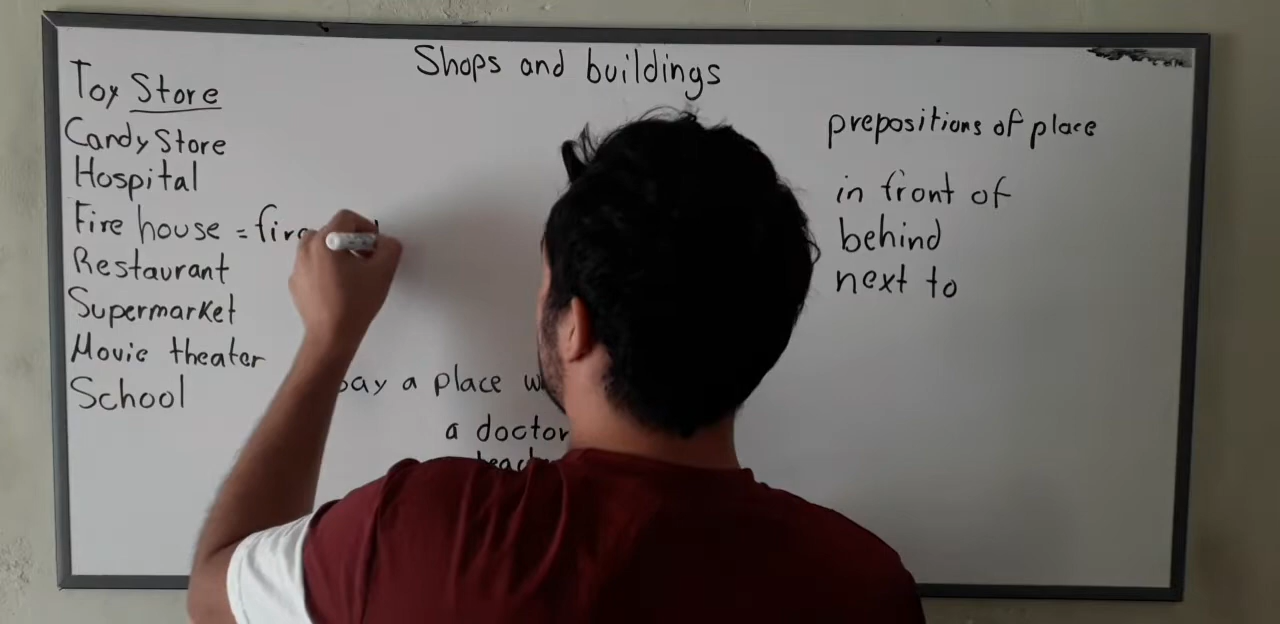 Shops and buildings
Toy Store
Candy Store
Hospital
Fire house = fire
Restaurant
Supermarket
Movie theater
School
prepositions of place
in front of
behind
next to
a place
a doctor